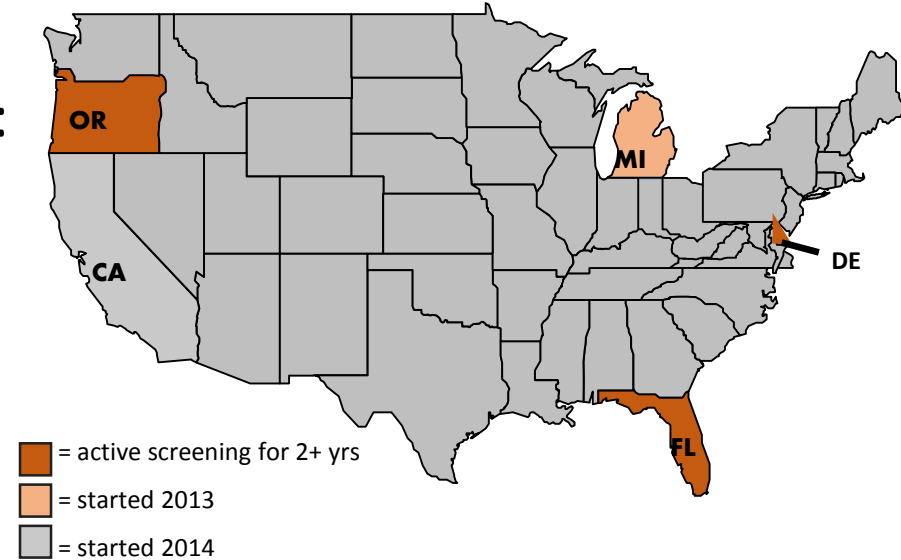 :
OR
MI
CA
DE
FL
= active screening for 2+ yrs
= started 2013
= started 2014